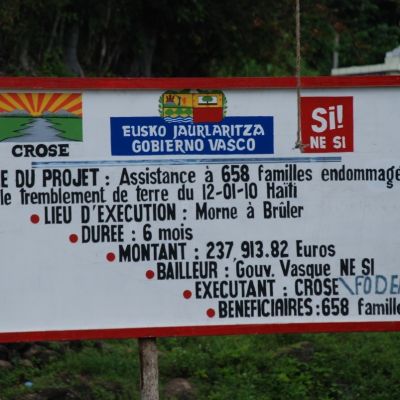 CROSE
EUSKO JAURLARITZA
GOBIERNO VASCO
Si!
NE SI
E DU PROJET : Assistance à 658 familles endommagé
le Tremblement de terre du 12-01-10 Haïti
LIEU D'EXECUTION : Morne à Brûler
DUREE : 6 mois
MONTANT : 237,913.82 Euros
BAILLEUR : Gouv. Vasque NE SI
EXECUTANT : CROSE \FODE
BENEFICIAIRES : 658 famille